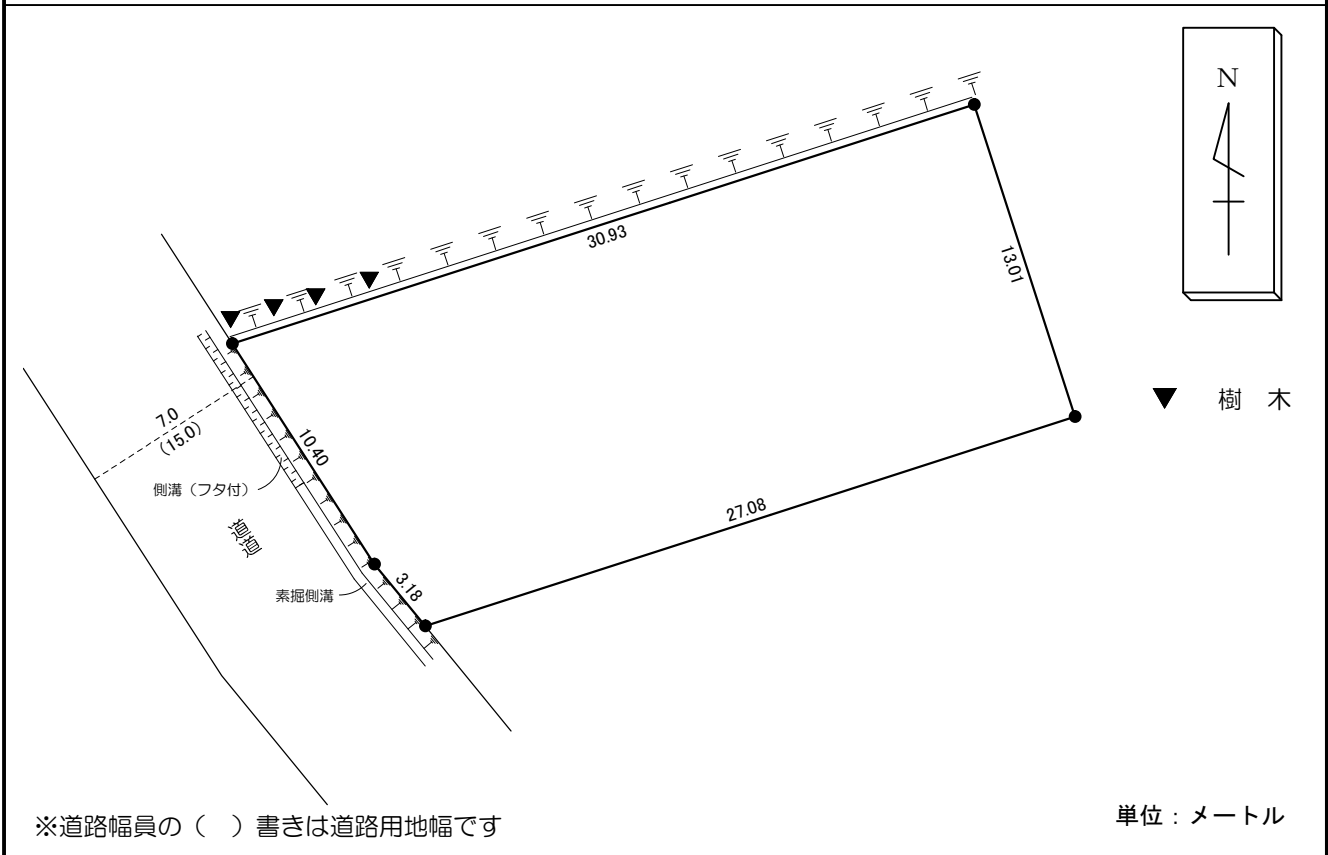 N
30.93
13.01
▼ 樹 木
7.0
(15.0)
10.40
側溝（フタ付）
道道
27.08
3.18
素掘側溝
※道路幅員の（　）書きは道路用地幅です
単位：メートル